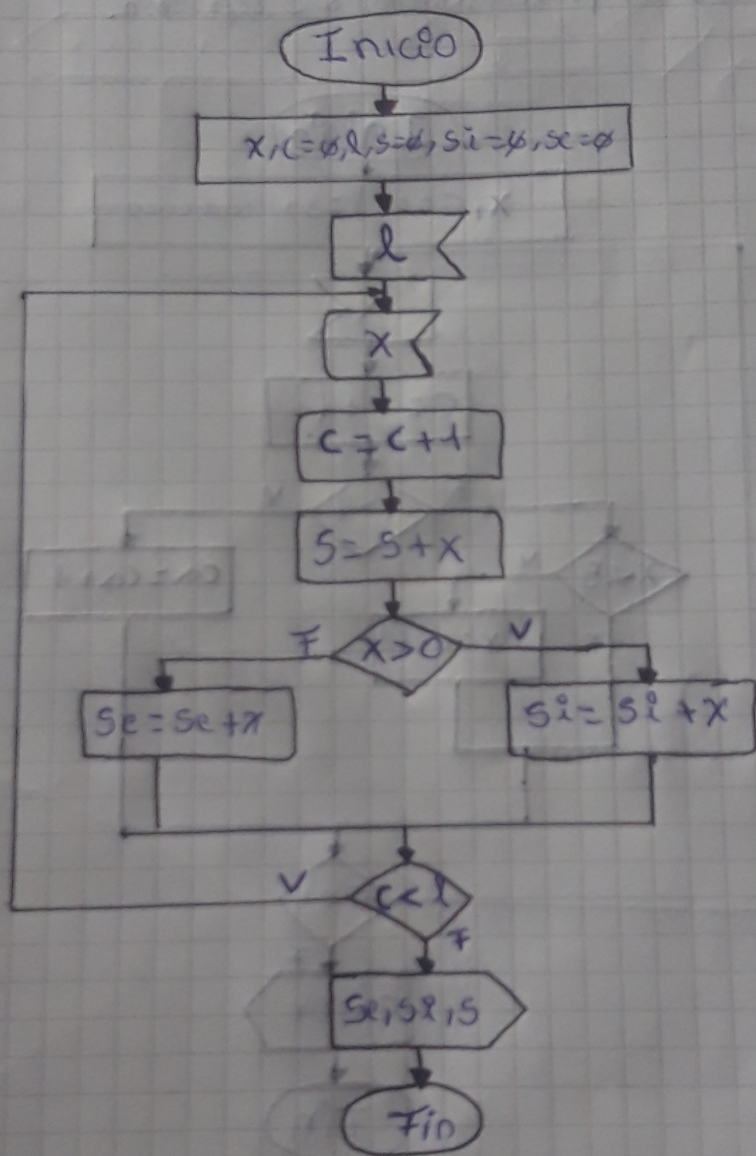 Inicio
x, c=ø, l, s=ø, si=ø, se=ø
l
x
c = c + 1
S = S + x
F x > 0 V
Se = Se + x
Si = Si + x
V c < l
F
Se, si, s
Fin